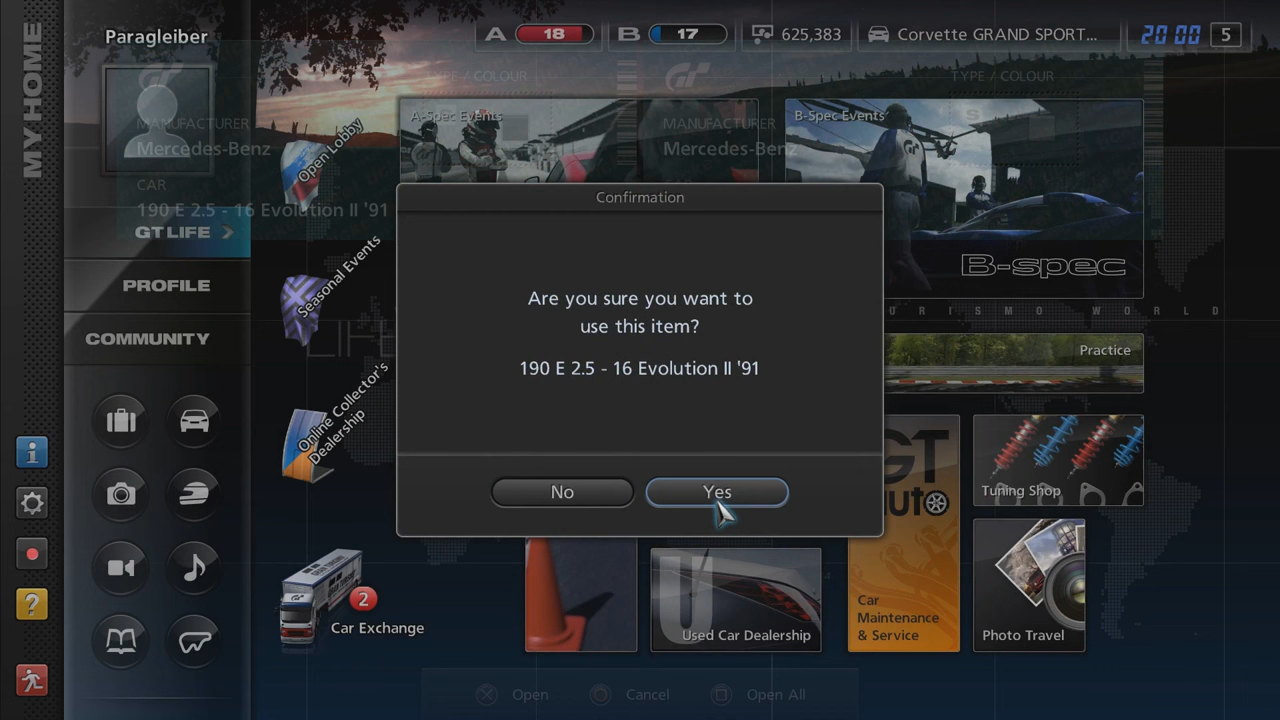 MY HOME
Paragleiber
A 18
B 17
625,383
Corvette GRAND SPORT...
20 00
5
TYPE / COLOUR
TYPE / COLOUR
MANUFACTURER
Mercedes-Benz
CAR
190 E 2.5 - 16 Evolution II '91
MANUFACTURER
Mercedes-Benz
GT LIFE
PROFILE
COMMUNITY
Open Lobby
Seasonal Events
Online Collector's
Dealership
2
Car Exchange
A-Spec Events
B-Spec Events
B-spec
Confirmation
Are you sure you want to
use this item?
190 E 2.5 - 16 Evolution II '91
No
Yes
U R I S M O W O R L D
Practice
GT
auto
Car
Maintenance
& Service
Tuning Shop
U
Used Car Dealership
Photo Travel
Open
Cancel
Open All